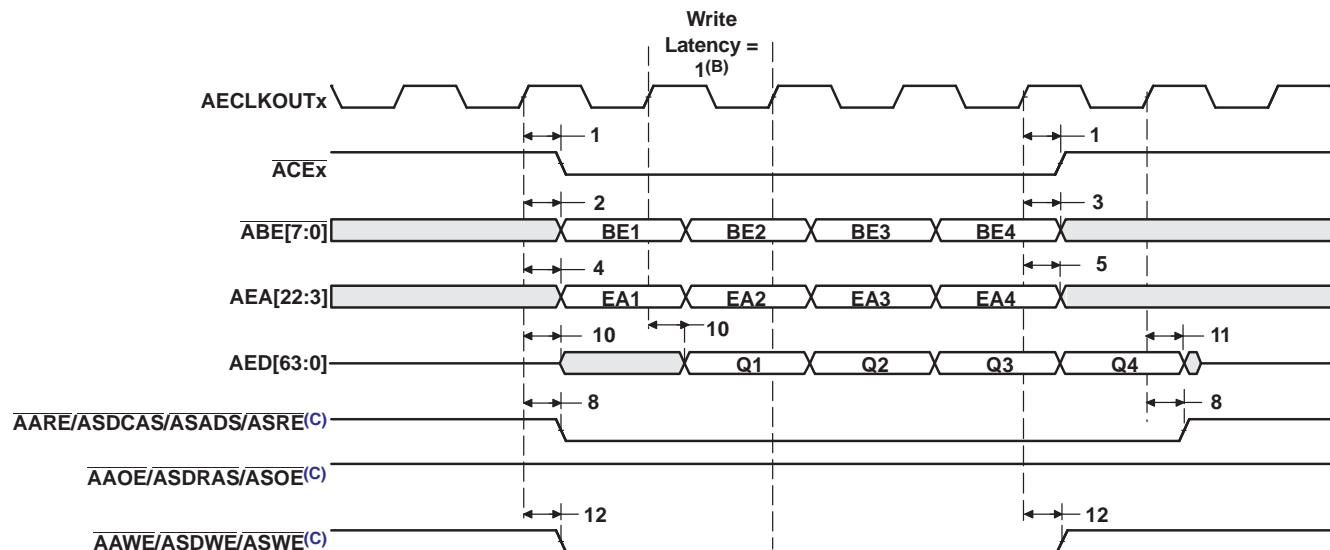 Write
Latency =
1(B)
AECLKOUTx
1 1
ACEx
2 3
ABE[7:0] BE1 BE2 BE3 BE4
4 5
AEA[22:3] EA1 EA2 EA3 EA4
10 10 11
AED[63:0] Q1 Q2 Q3 Q4
8 8
AARE/ASDCAS/ASADS/ASRE(C)
AAOE/ASDRAS/ASOE(C)
12 12
AAWE/ASDWE/ASWE(C)